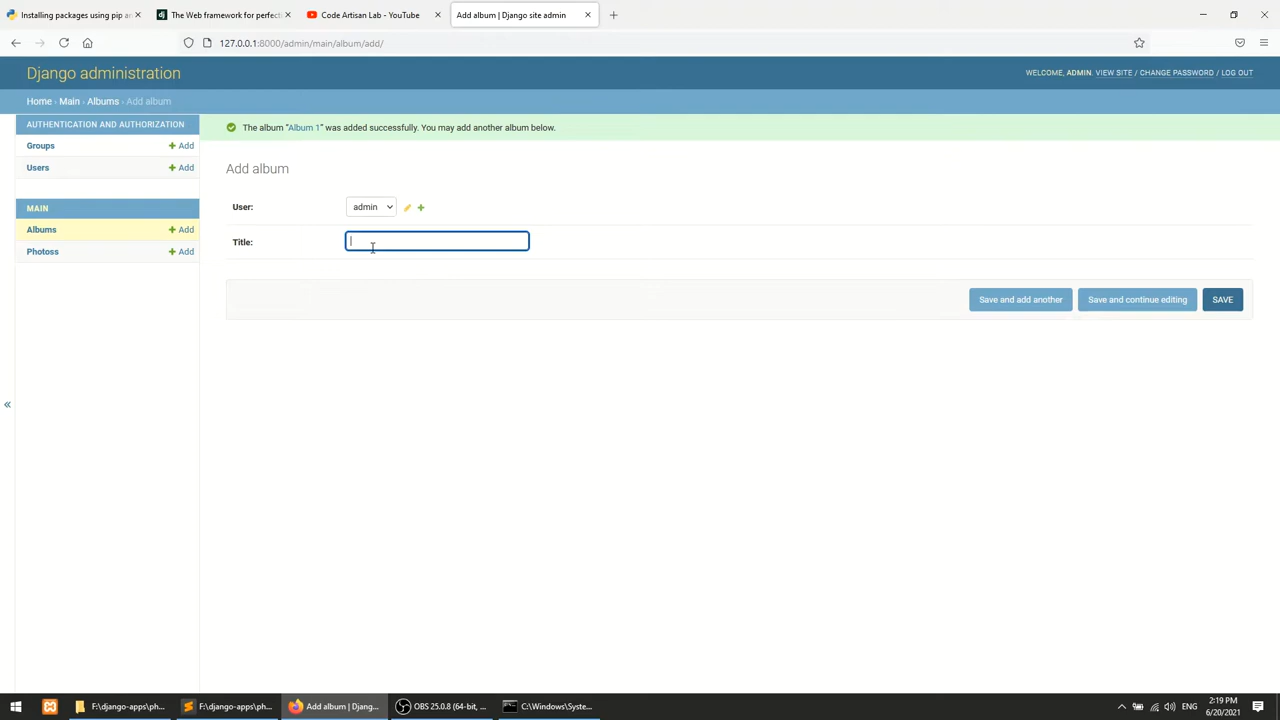 Installing packages using pip an
The Web framework for perfect
Code Artisan Lab - YouTube
Add album | Django site admin
127.0.0.1:8000/admin/main/album/add/
Django administration
WELCOME, ADMIN. VIEW SITE / CHANGE PASSWORD / LOG OUT
Home › Main › Albums › Add album
AUTHENTICATION AND AUTHORIZATION
Groups
Add
Users
Add
MAIN
Albums
Add
Photoss
Add
The album “Album 1” was added successfully. You may add another album below.
Add album
User:
admin
Title:
Save and add another
Save and continue editing
SAVE
F:\django-apps\ph...
F:\django-apps\ph...
Add album | Djang...
OBS 25.0.8 (64-bit, ...
C:\Windows\Syste...
ENG
2:19 PM
6/20/2021